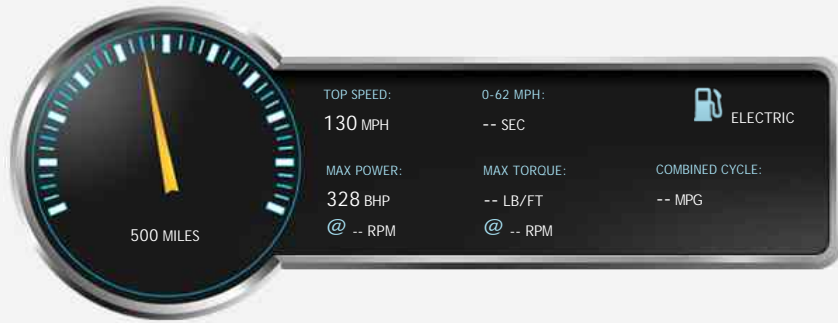 TOP SPEED:
130 MPH
0-62 MPH:
-- SEC
ELECTRIC
MAX POWER:
328 BHP
@ -- RPM
MAX TORQUE:
-- LB/FT
@ -- RPM
COMBINED CYCLE:
-- MPG
500 MILES